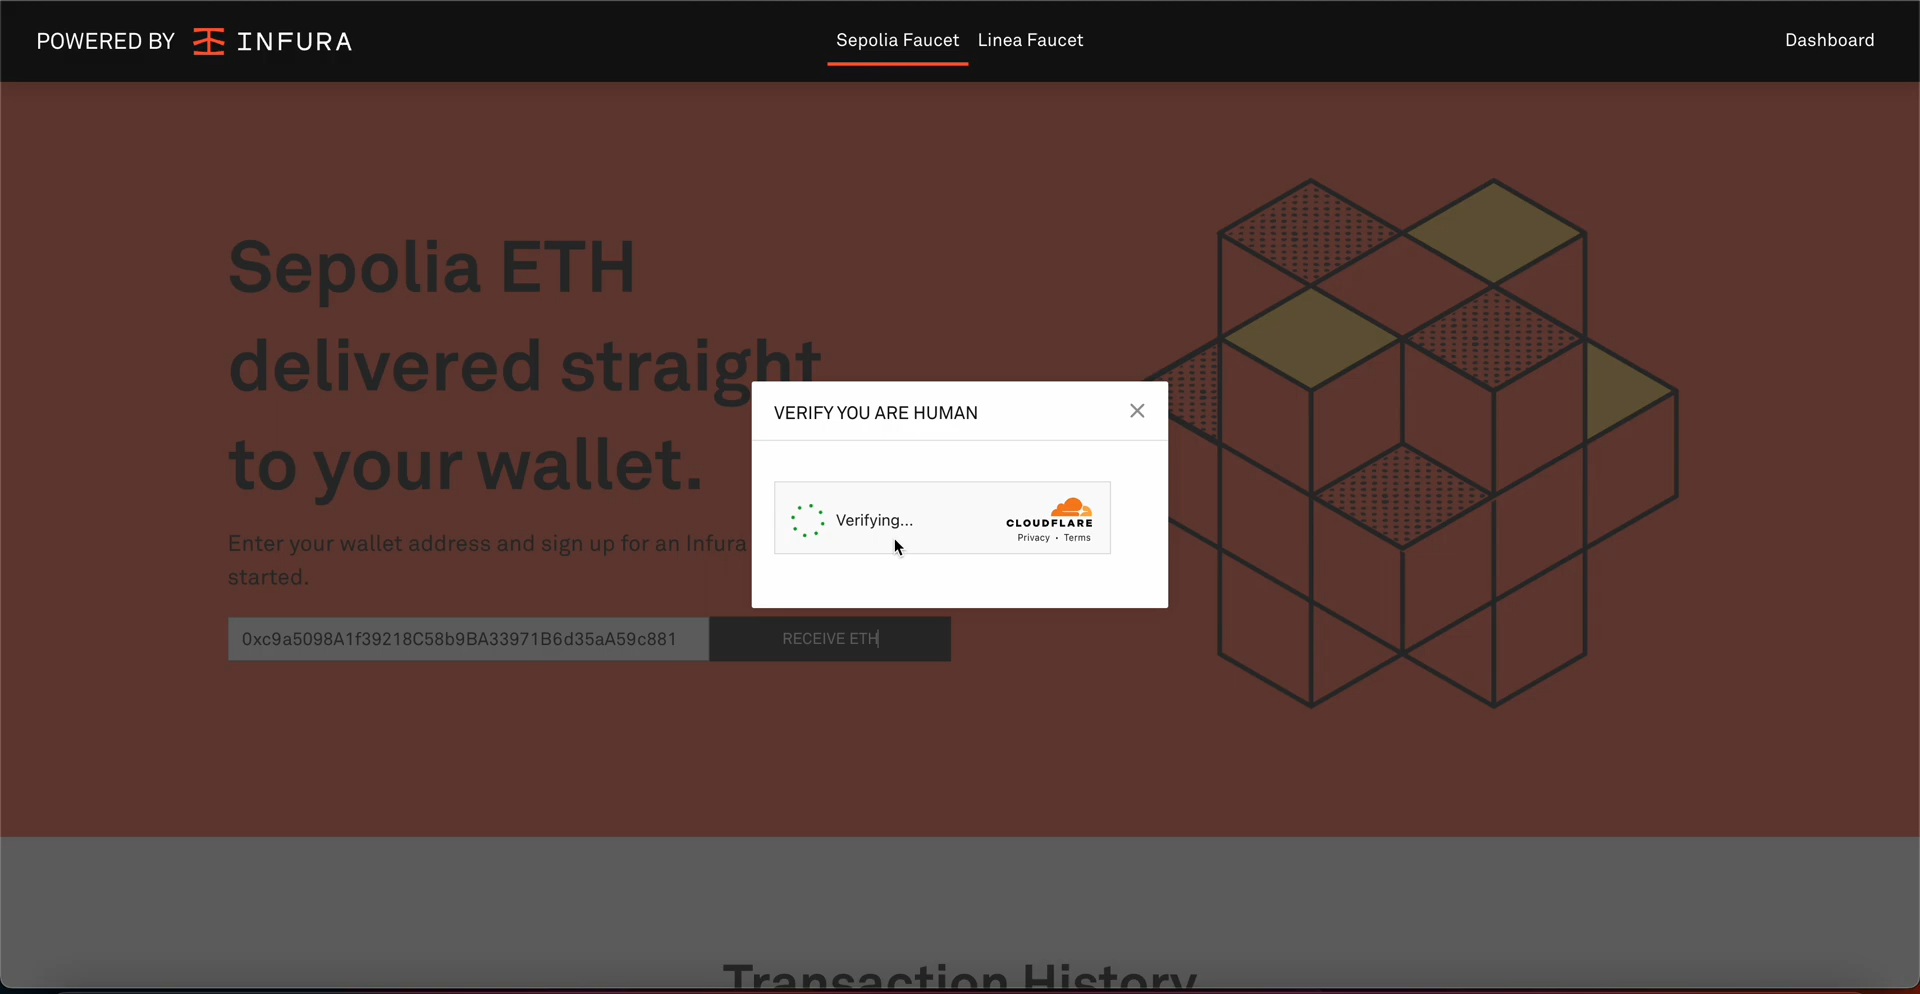 POWERED BY INFURA
Sepolia Faucet Linea Faucet
Dashboard
Sepolia ETH
delivered straight
to your wallet.
Enter your wallet address and sign up for an Infura
started.
0xc9a5098A1f39218C58b9BA33971B6d35aA59c881
RECEIVE ETH
VERIFY YOU ARE HUMAN
Verifying...
CLOUDFLARE
Privacy • Terms
Transaction History